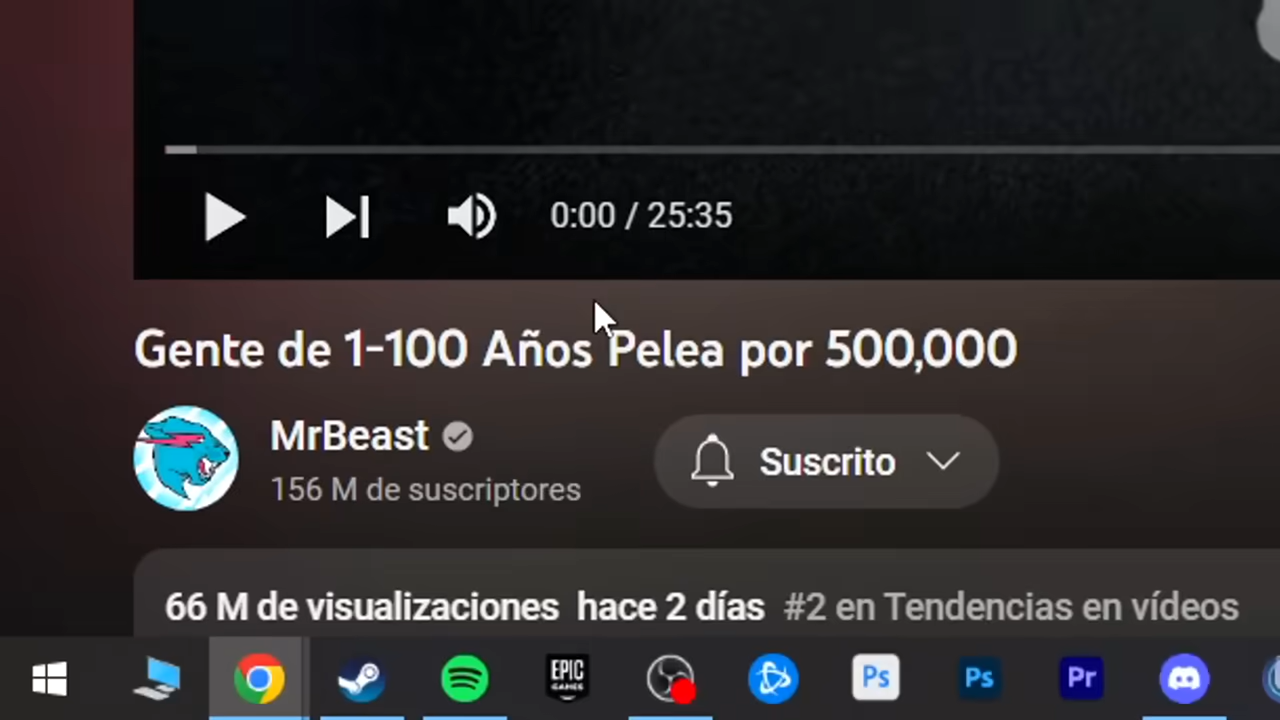 0:00 / 25:35
Gente de 1-100 Años Pelea por 500,000
MrBeast
156 M de suscriptores
Suscrito
66 M de visualizaciones hace 2 días #2 en Tendencias en vídeos
EPIC
GAMES
Ps
Ps
Pr